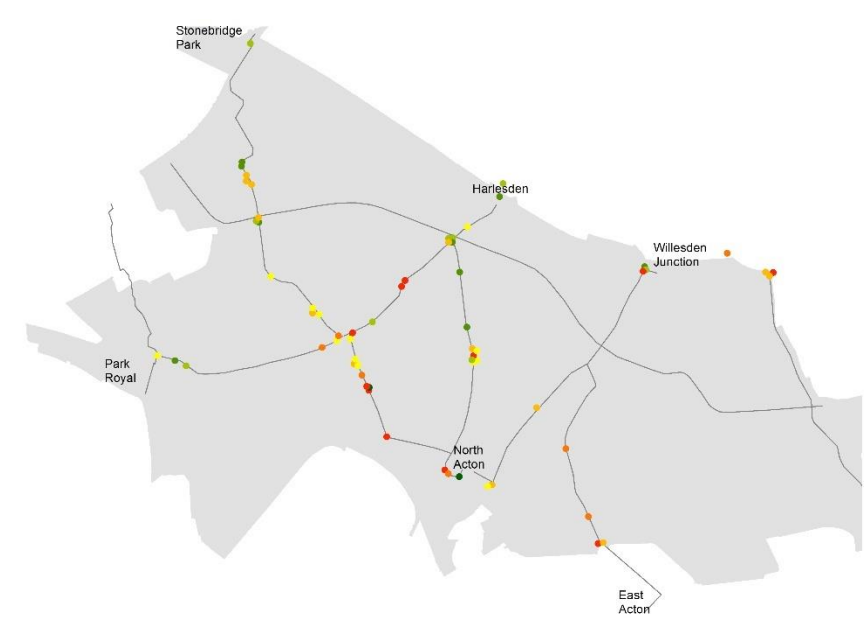 Stonebridge
Park
Harlesden
Willesden
Junction
Park
Royal
North
Acton
East
Acton